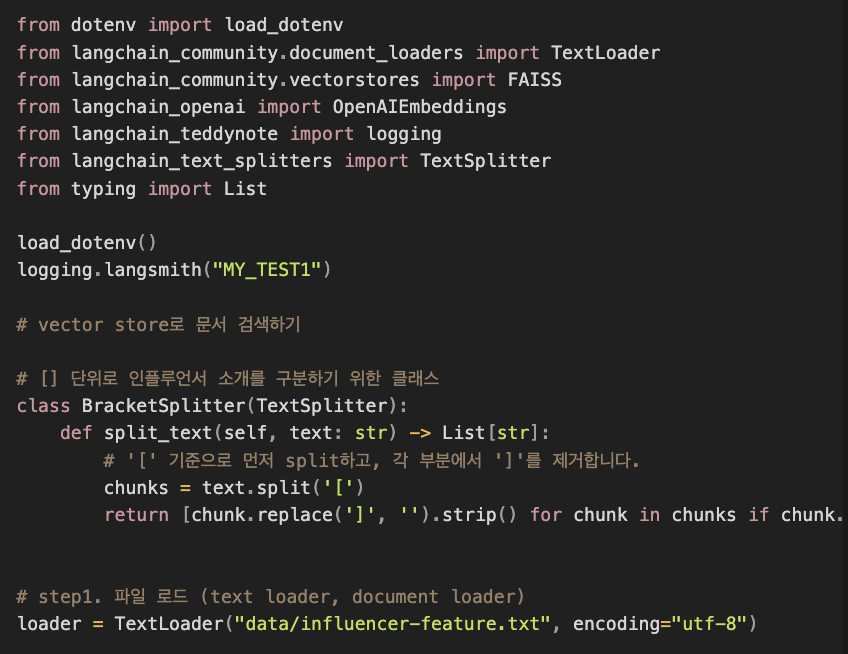 from dotenv import load_dotenv
from langchain_community.document_loaders import TextLoader
from langchain_community.vectorstores import FAISS
from langchain_openai import OpenAIEmbeddings
from langchain_teddynote import logging
from langchain_text_splitters import TextSplitter
from typing import List
load_dotenv()
logging.langsmith("MY_TEST1")
# vector store로 문서 검색하기
# [] 단위로 인플루언서 소개를 구분하기 위한 클래스
class BracketSplitter(TextSplitter):
def split_text(self, text: str) -> List[str]:
# '[' 기준으로 먼저 split하고, 각 부분에서 ']'를 제거합니다.
chunks = text.split('[')
return [chunk.replace(']', '').strip() for chunk in chunks if chunk.
# step1. 파일 로드 (text loader, document loader)
loader = TextLoader("data/influencer-feature.txt", encoding="utf-8")